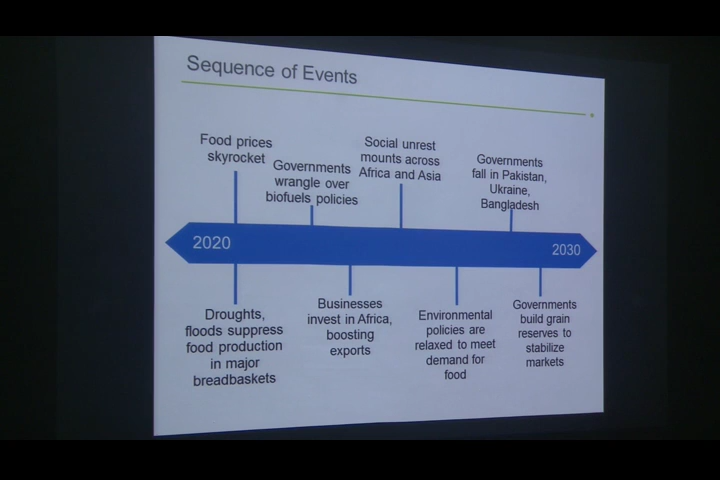 Sequence of Events
Food prices
skyrocket
Governments
wrangle over
biofuels policies
Social unrest
mounts across
Africa and Asia
Governments
fall in Pakistan,
Ukraine,
Bangladesh
2020
2030
Droughts,
floods suppress
food production
in major
breadbaskets
Businesses
invest in Africa,
boosting
exports
Environmental
policies are
relaxed to meet
demand for
food
Governments
build grain
reserves to
stabilize
markets